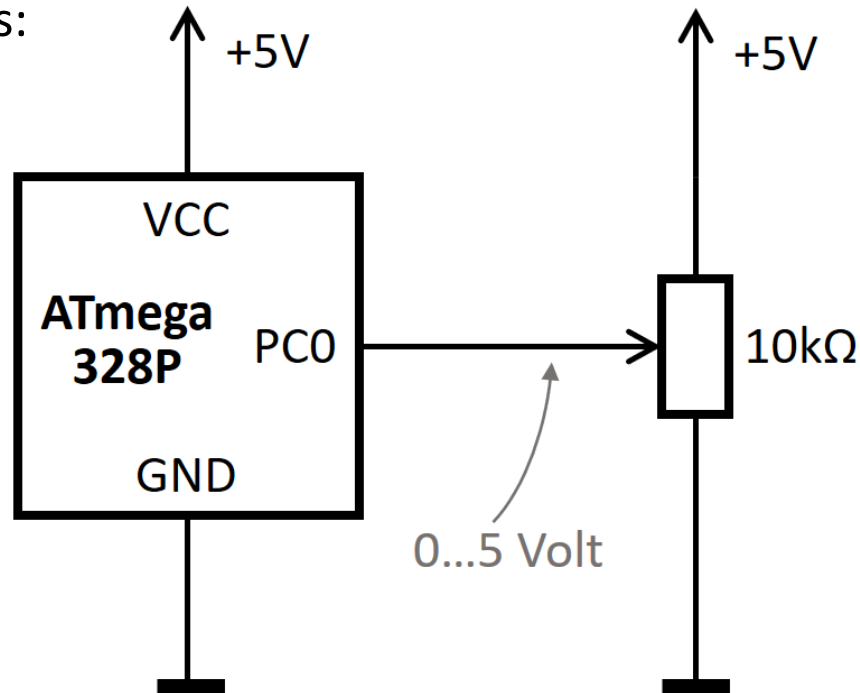 s:
+5V
+5V
VCC
ATmega
328P
PC0
10kΩ
GND
0...5 Volt